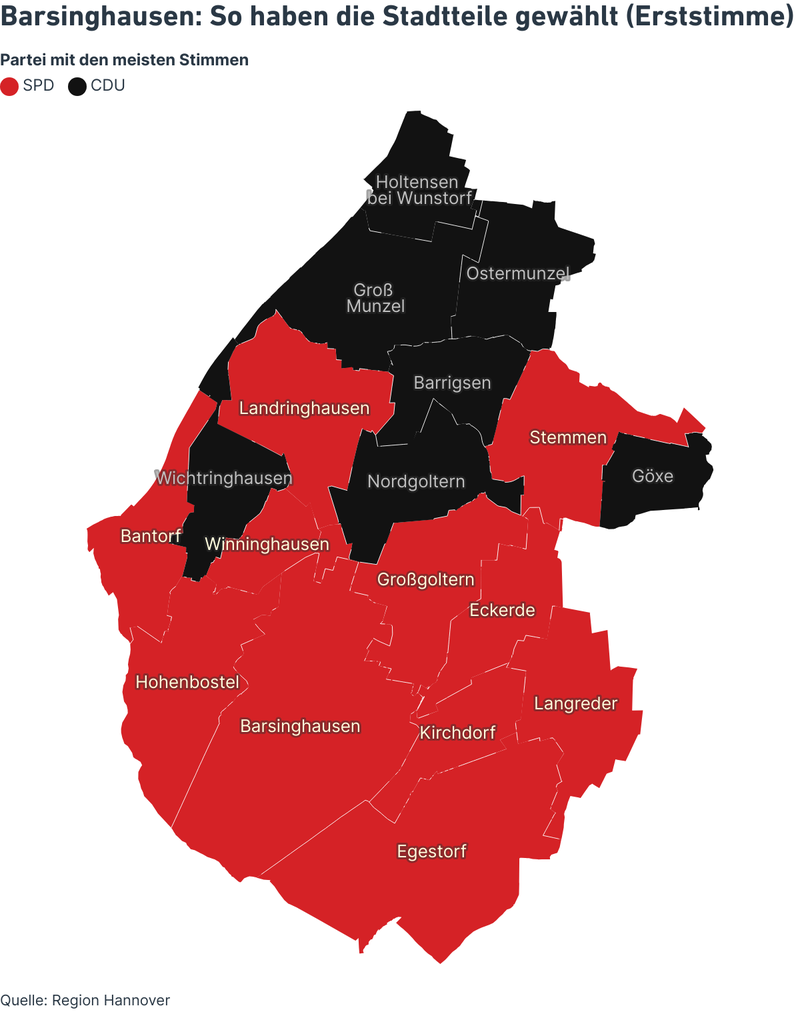 Barsinghausen: So haben die Stadtteile gewählt (Erststimme)
Partei mit den meisten Stimmen
SPD CDU
Holtensen
bei Wunstorf
Ostermunzel
Groß
Munzel
Barrigsen
Landringhausen
Stemmen
Göxe
Wichtringhausen
Nordgoltern
Bantorf
Winninghausen
Großgoltern
Eckerde
Hohenbostel
Langreder
Barsinghausen
Kirchdorf
Egestorf
Quelle: Region Hannover